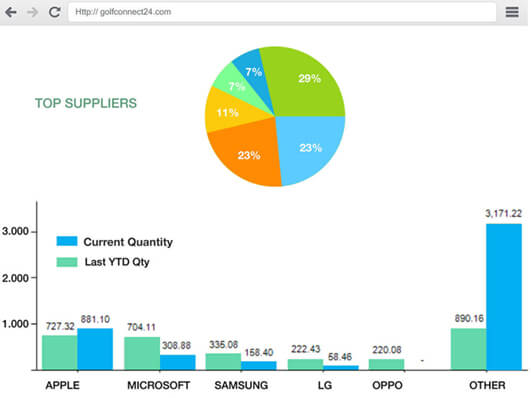 Http:// golfconnect24.com
TOP SUPPLIERS
7%
29%
7%
11%
23%
23%
3,171.22
3.000
Current Quantity
Last YTD Qty
2.000
1.000
727.32
881.10
704.11
308.88
335.08
158.40
222.43
58.46
220.08
-
890.16
APPLE
MICROSOFT
SAMSUNG
LG
OPPO
OTHER